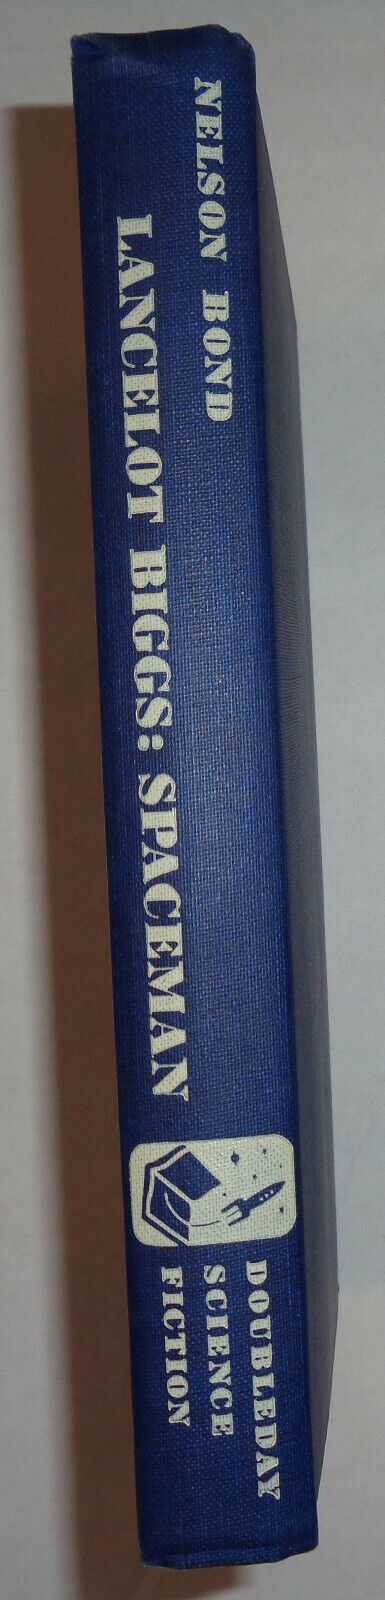 NELSON BOND
LANCELOT BIGGS: SPACEMAN
DOUBLEDAY
SCIENCE
FICTION